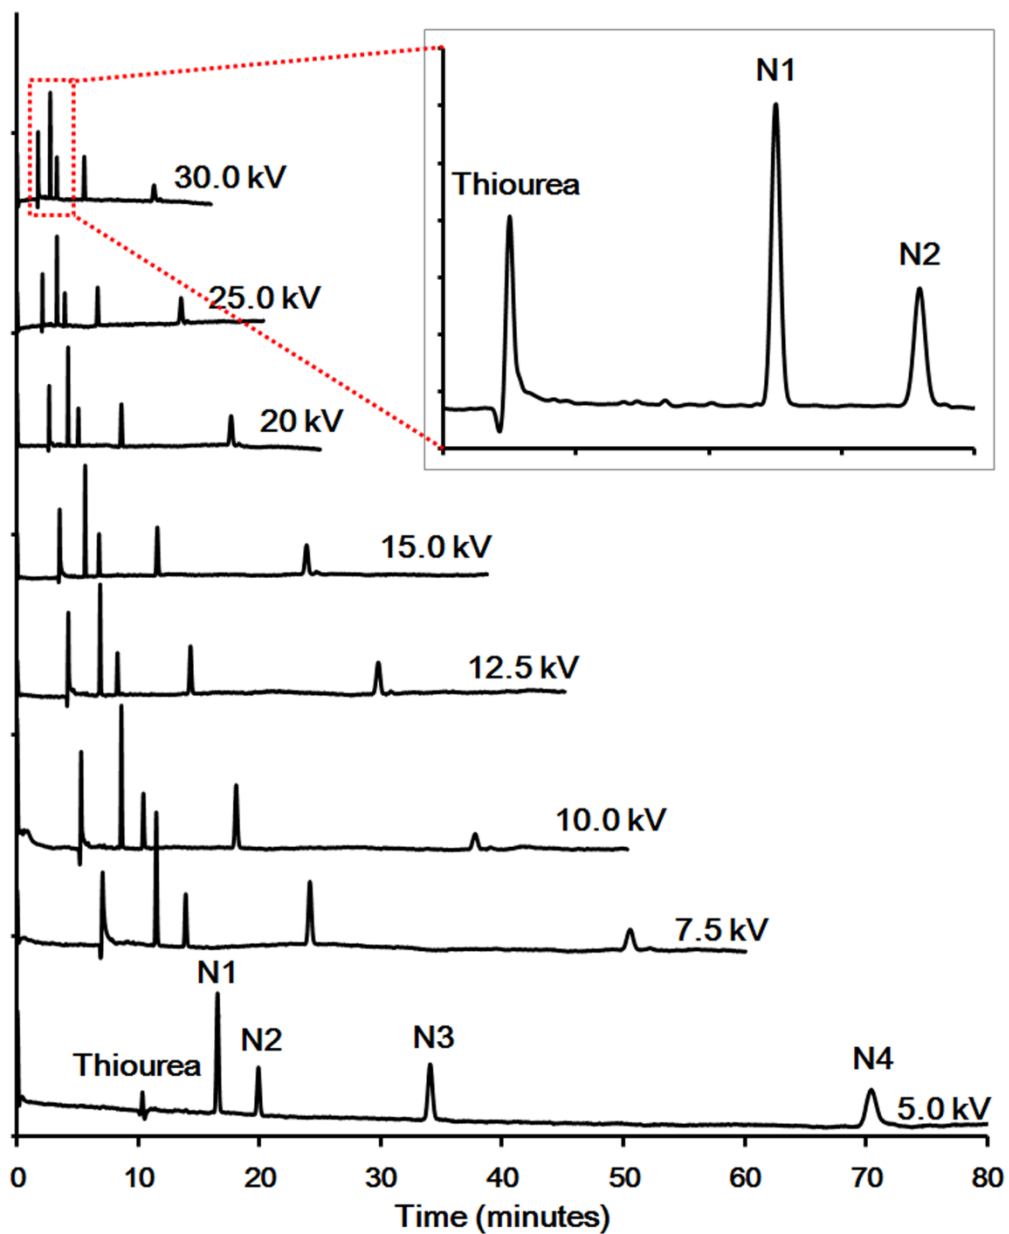 N1
Thiourea
N2
30.0 kV
25.0 kV
20 kV
15.0 kV
12.5 kV
10.0 kV
7.5 kV
N1
N2
N3
Thiourea
N4
5.0 kV
0 10 20 30 40 50 60 70 80
Time (minutes)